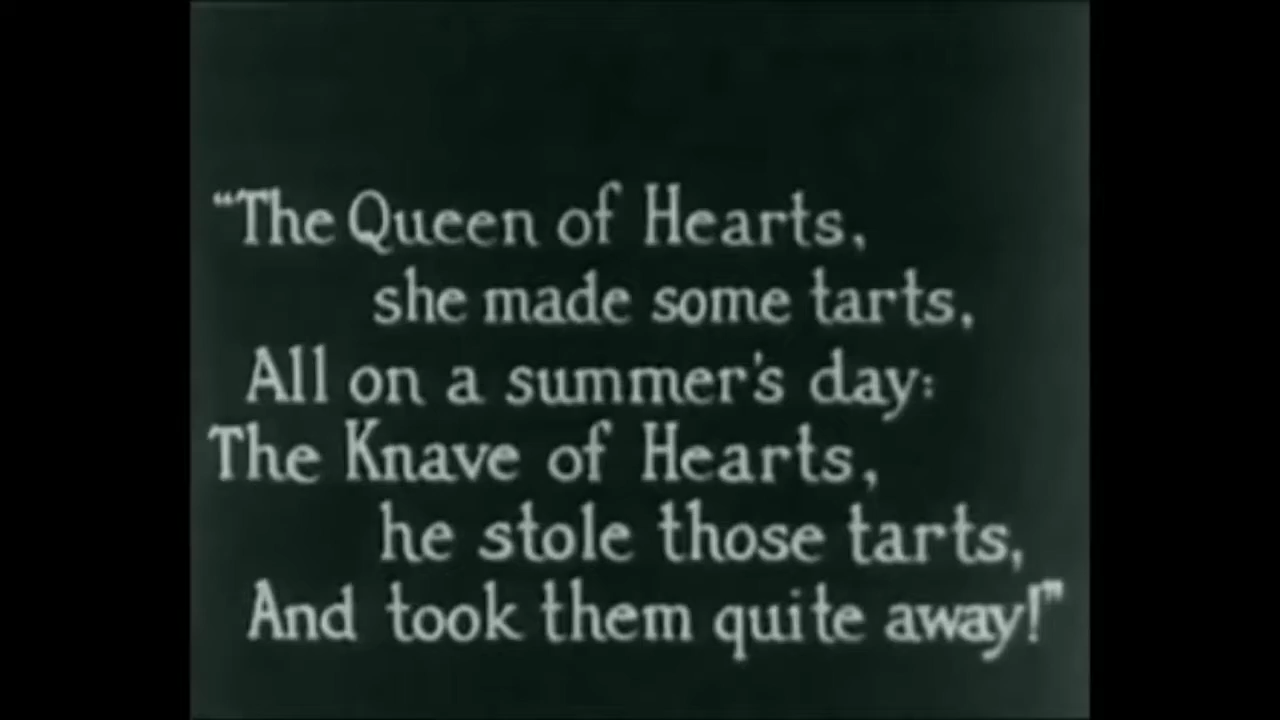 “The Queen of Hearts,
she made some tarts,
All on a summer's day:
The Knave of Hearts,
he stole those tarts,
And took them quite away!”